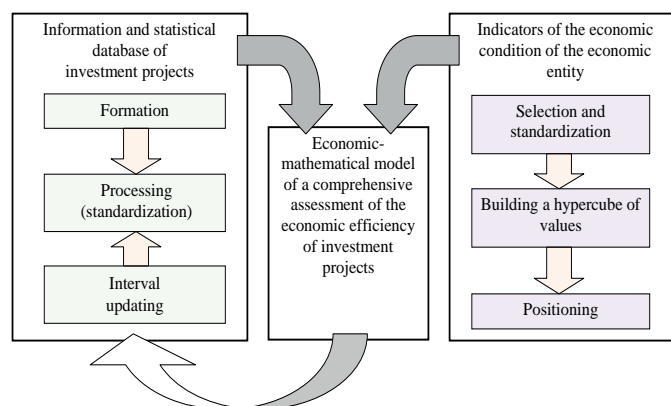 Information and statistical
database of
investment projects
Formation
Processing
(standardization)
Interval
updating
Economic-
mathematical model
of a comprehensive
assessment of the
economic efficiency
of investment
projects
Indicators of the economic
condition of the economic
entity
Selection and
standardization
Building a hypercube of
values
Positioning